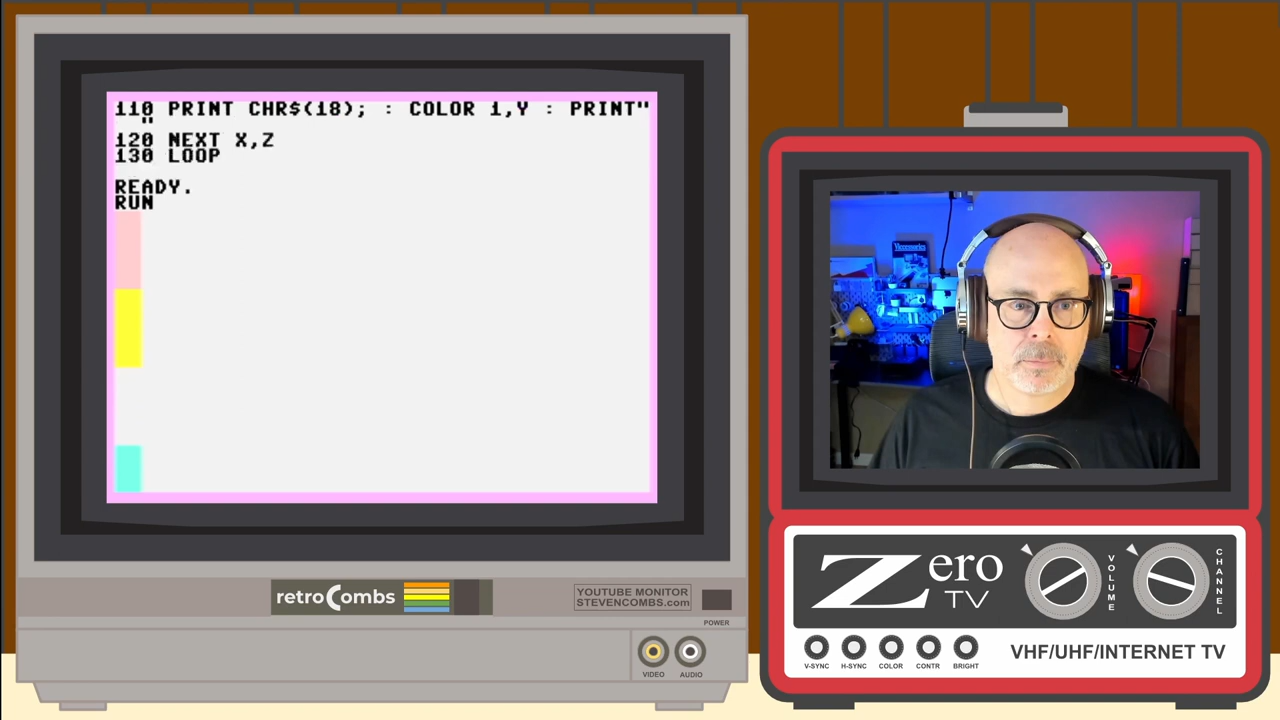 110 PRINT CHR$(18); : COLOR 1,Y : PRINT"
"
120 NEXT X,Z
130 LOOP
READY.
RUN
retroCombs
YOUTUBE MONITOR
STEVENCOMBS.com
POWER
VIDEO
AUDIO
Zero
TV
VOLUME
CHANNEL
V-SYNC
H-SYNC
COLOR
CONTR
BRIGHT
VHF/UHF/INTERNET TV